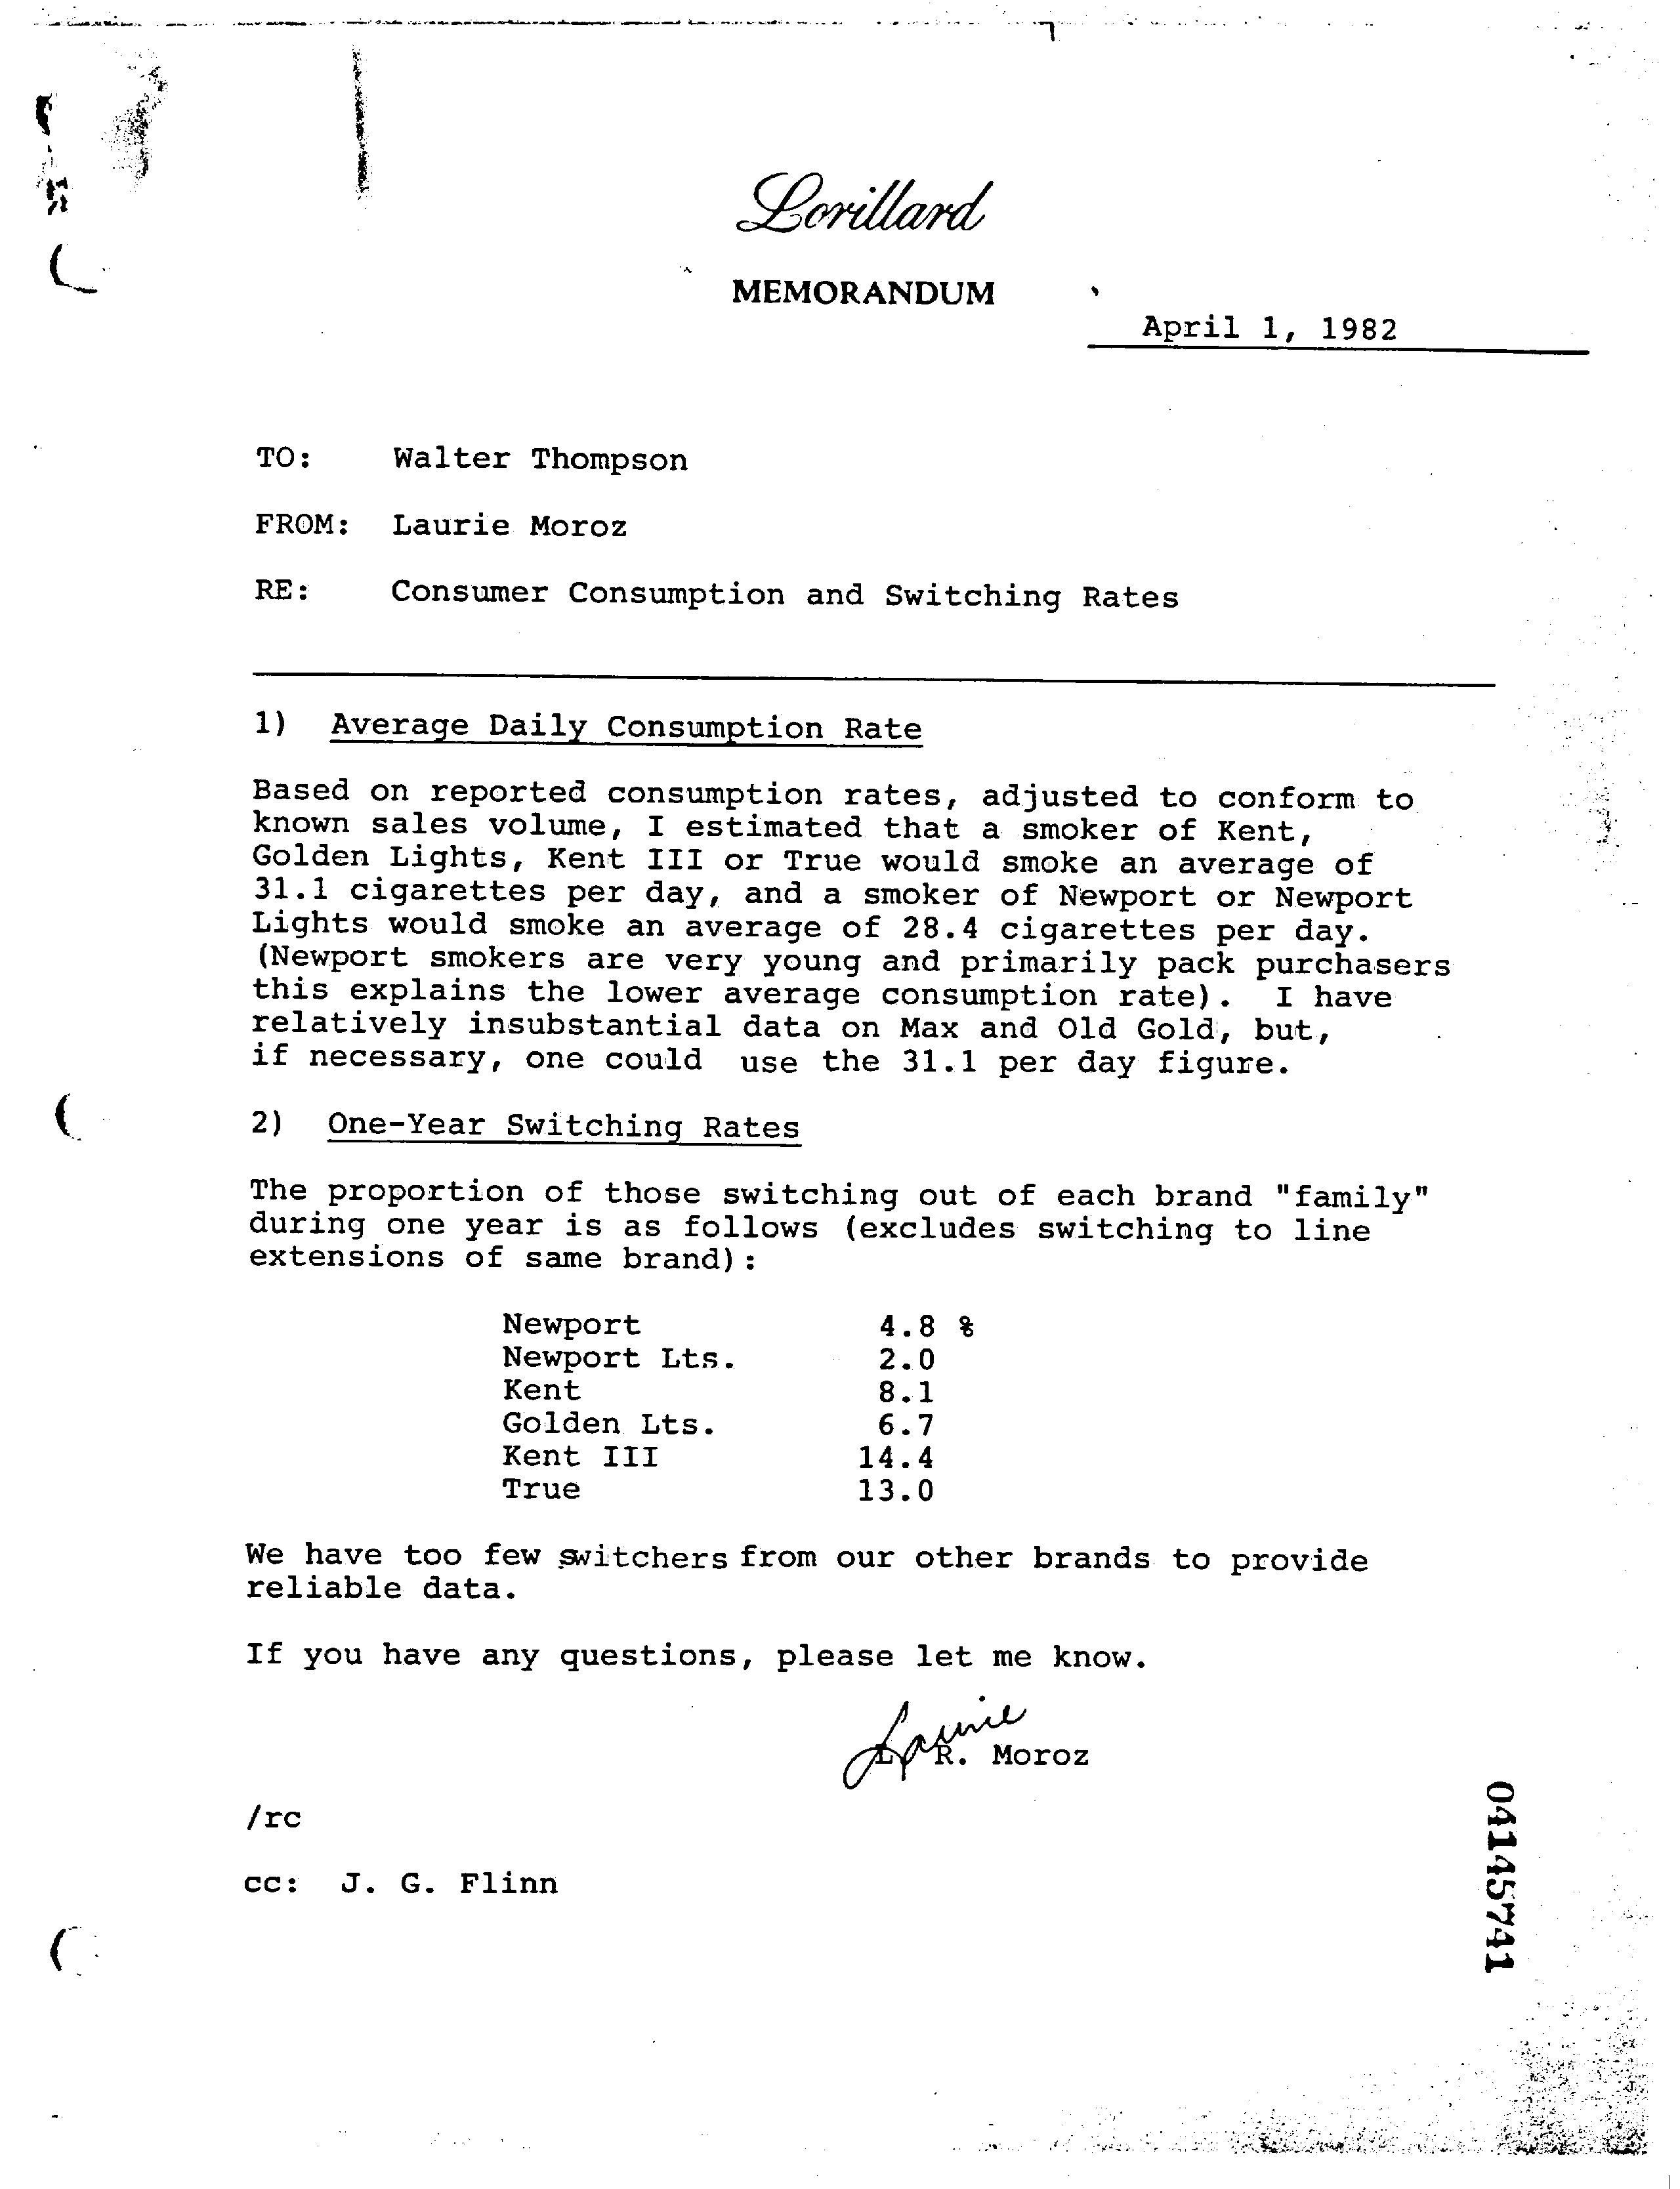 Lorillard
MEMORANDUM
April 1, 1982
TO: Walter Thompson
FROM: Laurie Moroz
RE: Consumer Consumption and Switching Rates
1) Average Daily Consumption Rate
Based on reported consumption rates, adjusted to conform to
known sales volume, I estimated that a smoker of Kent,
Golden Lights, Kent III or True would smoke an average of
31.1 cigarettes per day, and a smoker of Newport or Newport
Lights would smoke an average of 28.4 cigarettes per day.
(Newport smokers are very young and primarily pack purchasers
this explains the lower average consumption rate). I have
relatively insubstantial data on Max and Old Gold, but,
if necessary, one could use the 31.1 per day figure.
2) One-Year Switching Rates
The proportion of those switching out of each brand "family"
during one year is as follows (excludes switching to line
extensions of same brand):
Newport 4.8 %
Newport Lts. 2.0
Kent 8.1
Golden Lts. 6.7
Kent III 14.4
True 13.0
We have too few switchers from our other brands to provide
reliable data.
If you have any questions, please let me know.
Laurie
L. R. Moroz
/rc
cc: J. G. Flinn
04145741